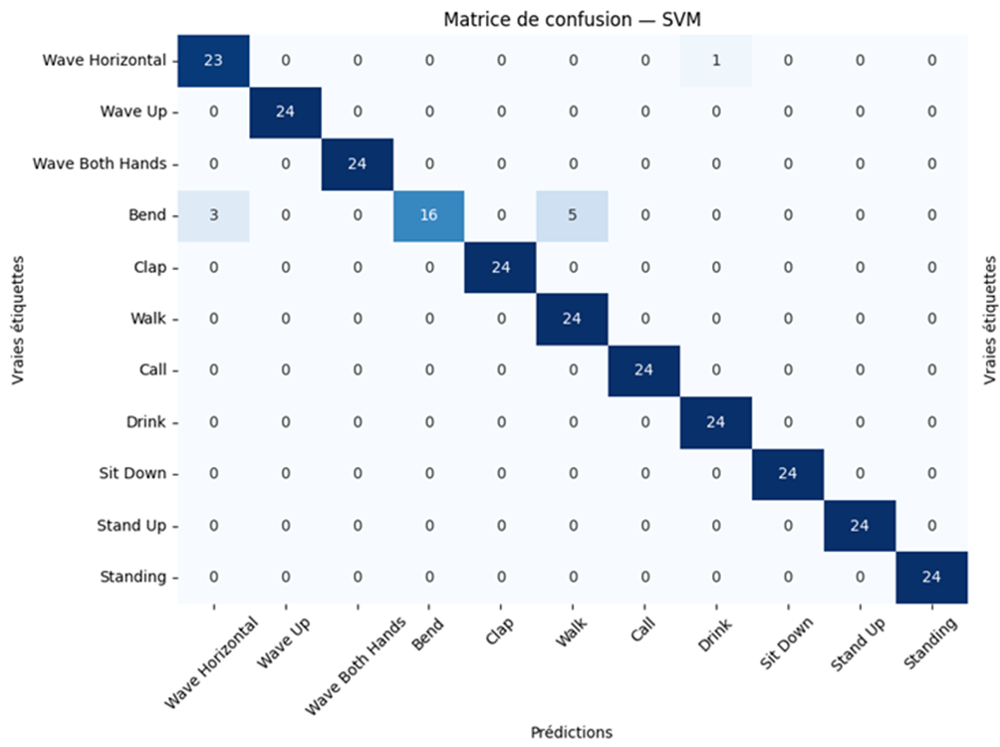 Matrice de confusion — SVM
Wave Horizontal 23 0 0 0 0 0 0 1 0 0 0
Wave Up 0 24 0 0 0 0 0 0 0 0 0
Wave Both Hands 0 0 24 0 0 0 0 0 0 0 0
Bend 3 0 0 16 0 5 0 0 0 0 0
Clap 0 0 0 0 24 0 0 0 0 0 0
Walk 0 0 0 0 0 24 0 0 0 0 0
Call 0 0 0 0 0 0 24 0 0 0 0
Drink 0 0 0 0 0 0 0 24 0 0 0
Sit Down 0 0 0 0 0 0 0 0 24 0 0
Stand Up 0 0 0 0 0 0 0 0 0 24 0
Standing 0 0 0 0 0 0 0 0 0 0 24
Vraies étiquettes
Vraies étiquettes
Wave Horizontal Wave Up Wave Both Hands Bend Clap Walk Call Drink Sit Down Stand Up Standing
Prédictions